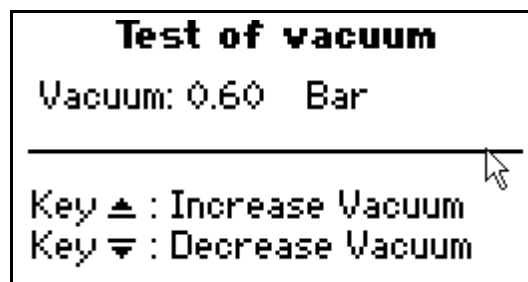 Test of vacuum
Vacuum: 0.60 Bar
Key ▲ : Increase Vacuum
Key ▼ : Decrease Vacuum